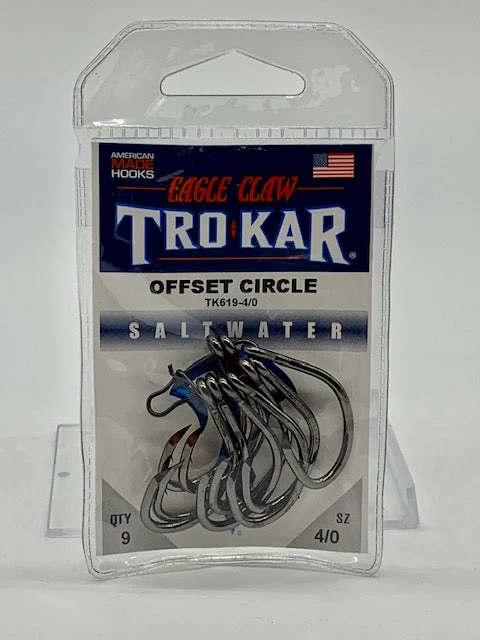 AMERICAN
MADE
HOOKS
EAGLE CLAW
TRO KAR®
OFFSET CIRCLE
TK619-4/0
SALTWATER
QTY
9
SZ
4/0